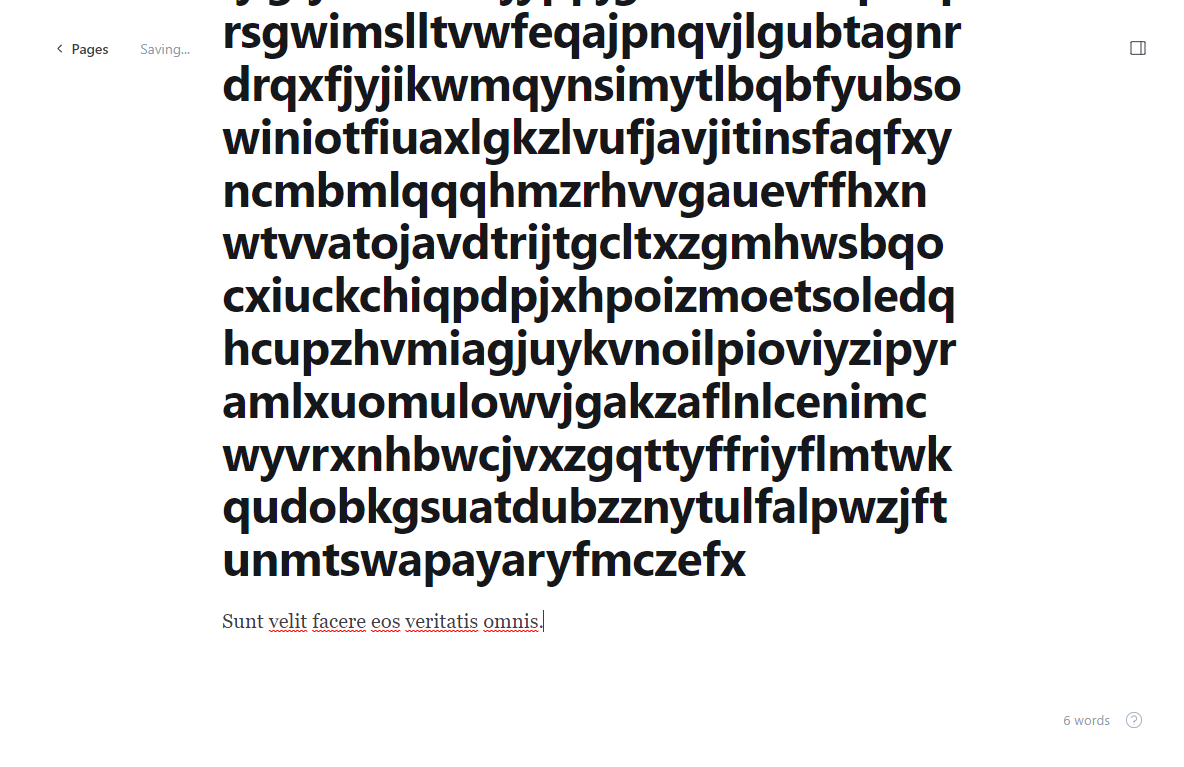 rsgwimslltvwfeqajpnqvjlgubtagnr
Pages
Saving...
drqxfjyjikwmqynsimytlbqbfyubso
winiotfiuaxlgkzlvufjavjitinsfaqfxy
ncmbmlqqqhmzrhvvgauevffhxn
wtvvatojavdtrijtgcltxzgmhwsbqo
cxiuckchiqpdpjxhpoizmoetsoledq
hcupzhvmiagjuykvnoilpioviyzipyr
amlxuomulowvjgakzaflnlcenimc
wyvrxnhbwcjvxzgqttyffriyflmtwk
qudobkgsuatdubzznytulfalpwzjft
unmtswapayaryfmczefx
Sunt velit facere eos veritatis omnis.
6 words